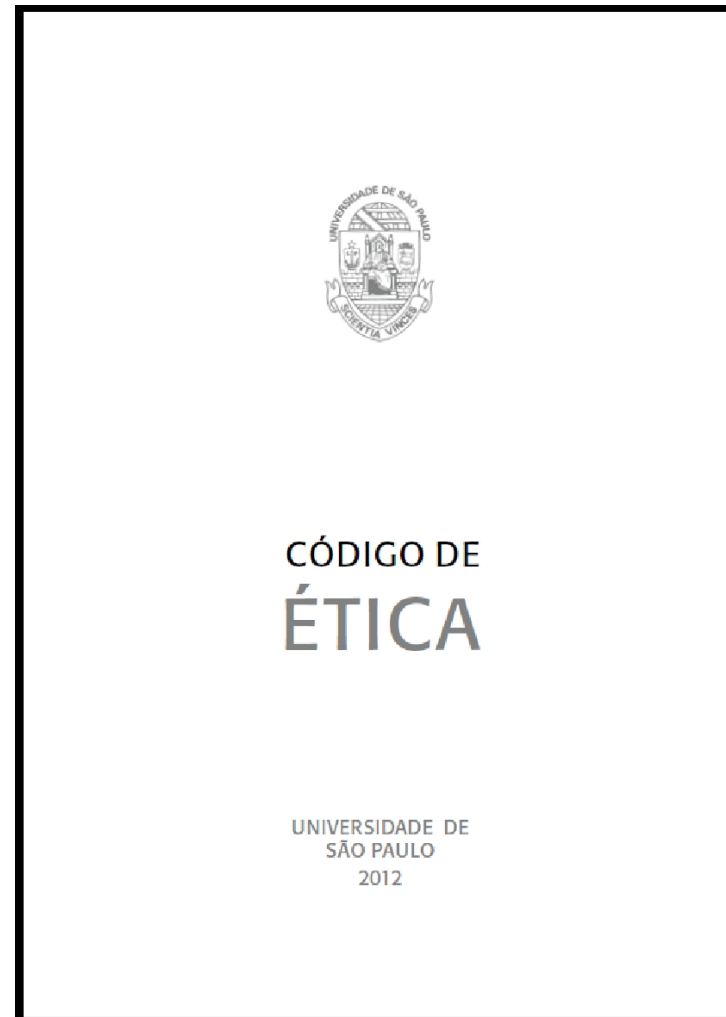 UNIVERSIDADE DE SÃO PAULO
SCIENTIA VINCES
CÓDIGO DE
ÉTICA
UNIVERSIDADE DE
SÃO PAULO
2012